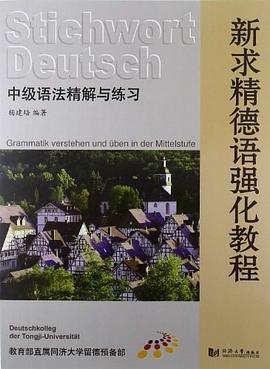 Stichwort
Deutsch
中级语法精解与练习
杨建培 编著
Grammatik verstehen und üben in der Mittelstufe
新求精德语强化教程
Deutschkolleg
der Tongji-Universität
教育部直属同济大学留德预备部
同济大学出版社